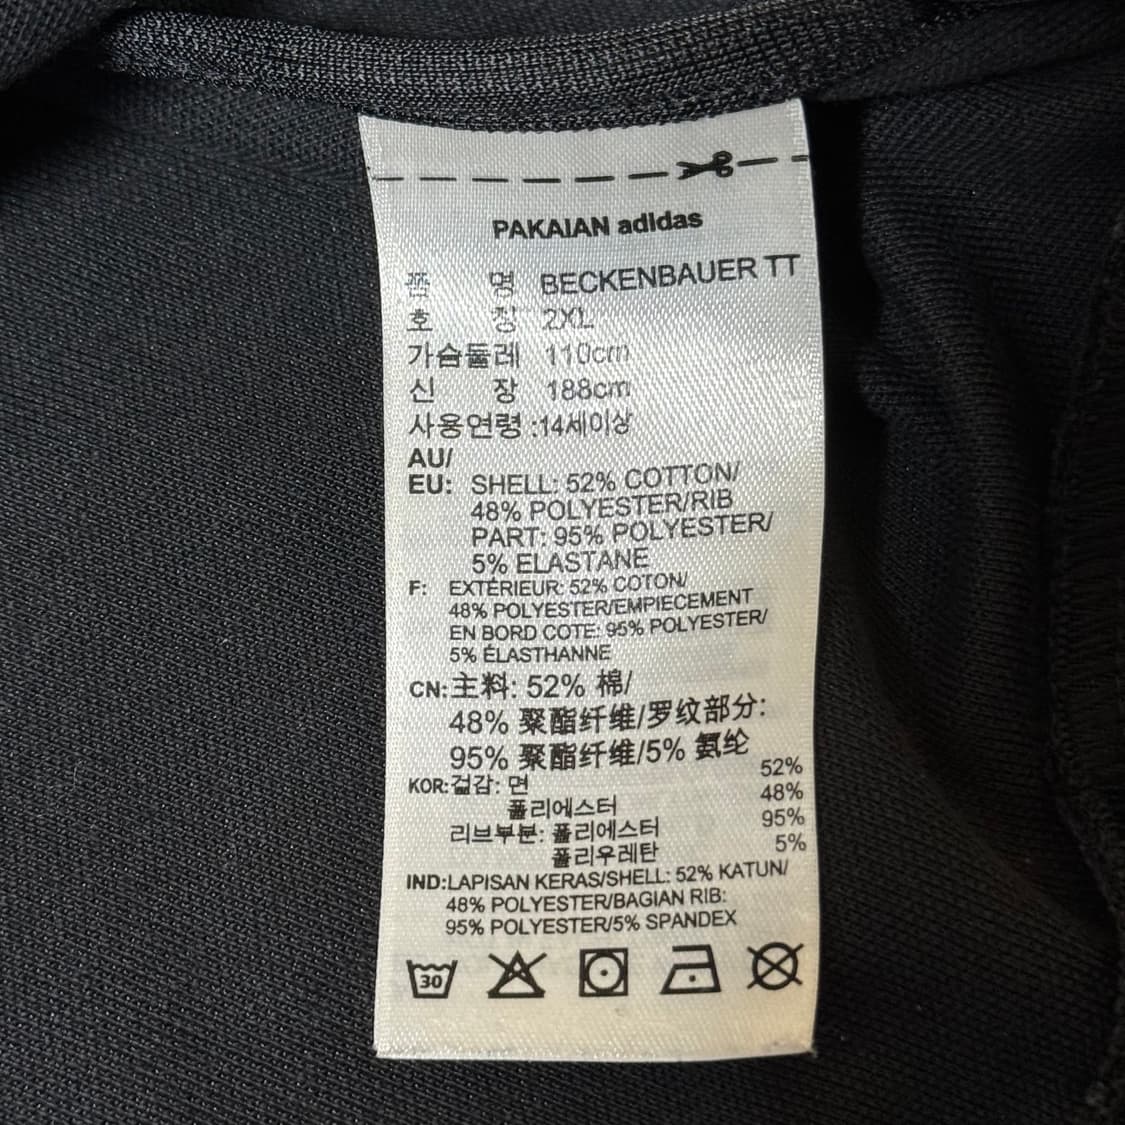 PAKAIAN adidas
품 명 BECKENBAUER TT
호 칭 2XL
가슴둘레 110cm
신 장 188cm
사용연령 :14세이상
AU/
EU: SHELL: 52% COTTON/
48% POLYESTER/RIB
PART: 95% POLYESTER/
5% ELASTANE
F: EXTÉRIEUR: 52% COTON/
48% POLYESTER/EMPIECEMENT
EN BORD COTE: 95% POLYESTER/
5% ÉLASTHANNE
CN:主料: 52% 棉/
48% 聚酯纤维/罗纹部分:
95% 聚酯纤维/5% 氨纶
KOR:겉감: 면 52%
폴리에스터 48%
리브부분: 폴리에스터 95%
폴리우레탄 5%
IND:LAPISAN KERAS/SHELL: 52% KATUN/
48% POLYESTER/BAGIAN RIB:
95% POLYESTER/5% SPANDEX
30